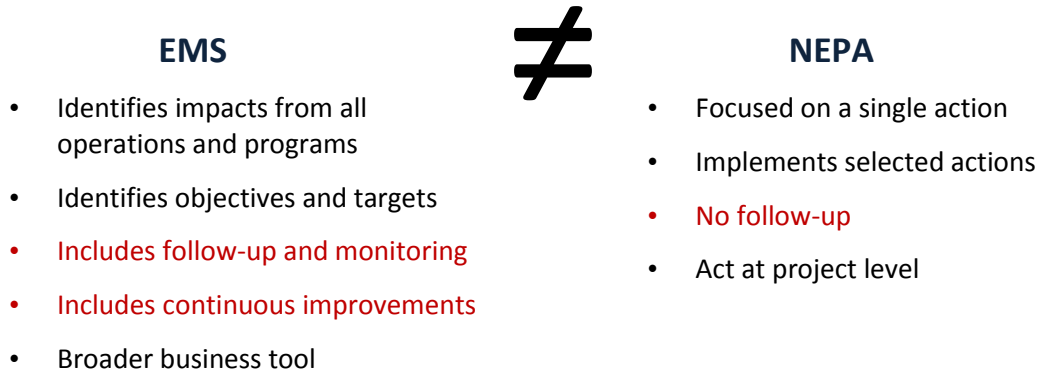 EMS
• Identifies impacts from all
operations and programs
• Identifies objectives and targets
• Includes follow-up and monitoring
• Includes continuous improvements
• Broader business tool
≠
NEPA
• Focused on a single action
• Implements selected actions
• No follow-up
• Act at project level